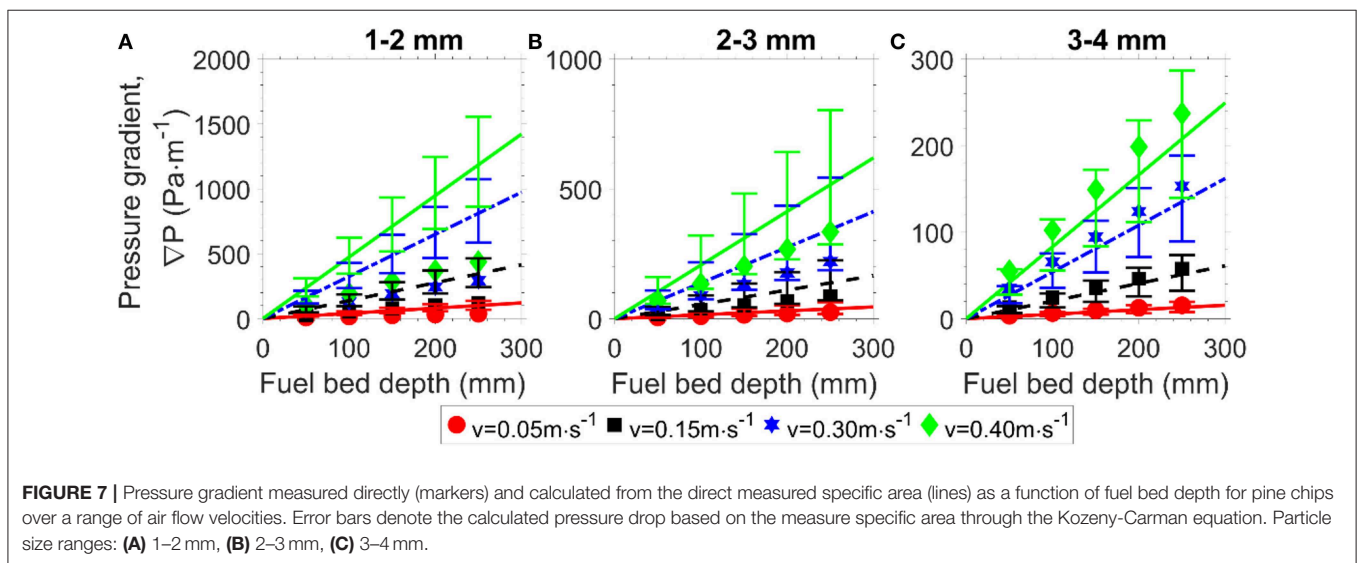 A 1-2 mm B 2-3 mm C 3-4 mm
2000 1000 300
1500
200
1000 500
100
500
0 0 0
Pressure gradient,
∇P (Pa·m⁻¹)
0 100 200 300 0 100 200 300 0 100 200 300
Fuel bed depth (mm) Fuel bed depth (mm) Fuel bed depth (mm)
v=0.05m·s⁻¹ v=0.15m·s⁻¹ v=0.30m·s⁻¹ v=0.40m·s⁻¹
FIGURE 7 | Pressure gradient measured directly (markers) and calculated from the direct measured specific area (lines) as a function of fuel bed depth for pine chips
over a range of air flow velocities. Error bars denote the calculated pressure drop based on the measure specific area through the Kozeny-Carman equation. Particle
size ranges: (A) 1–2 mm, (B) 2–3 mm, (C) 3–4 mm.